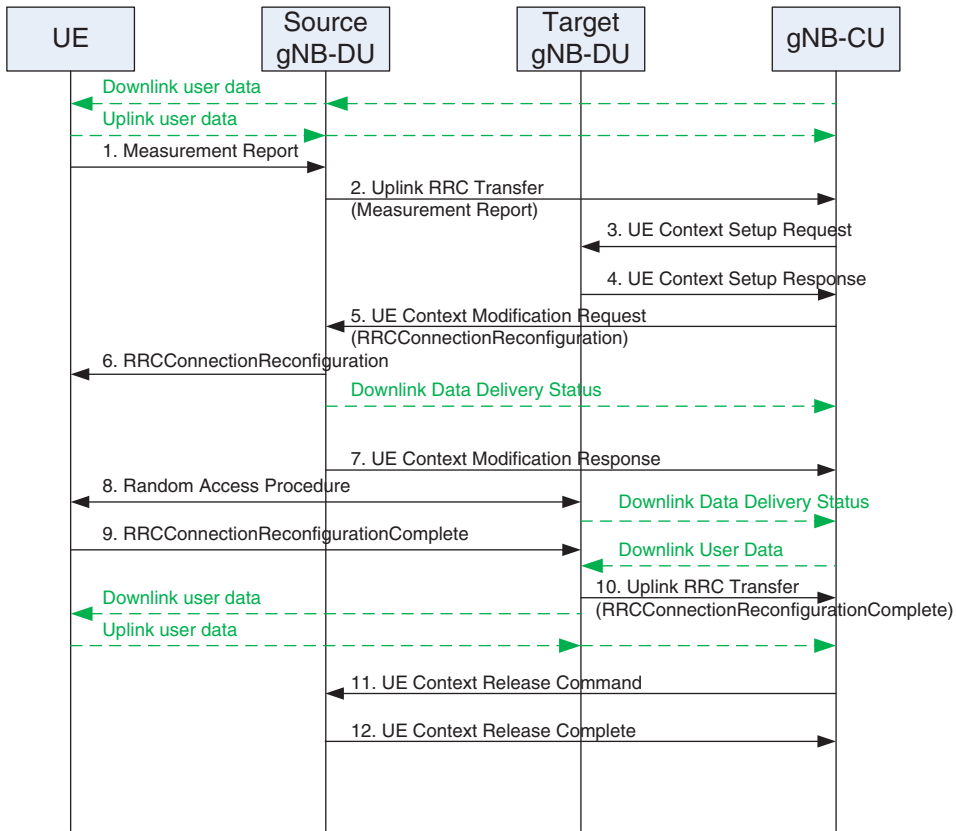 UE
Source
gNB-DU
Target
gNB-DU
gNB-CU
Downlink user data
Uplink user data
1. Measurement Report
2. Uplink RRC Transfer
(Measurement Report)
3. UE Context Setup Request
4. UE Context Setup Response
5. UE Context Modification Request
(RRCConnectionReconfiguration)
6. RRCConnectionReconfiguration
Downlink Data Delivery Status
7. UE Context Modification Response
8. Random Access Procedure
Downlink Data Delivery Status
9. RRCConnectionReconfigurationComplete
Downlink User Data
10. Uplink RRC Transfer
(RRCConnectionReconfigurationComplete)
Downlink user data
Uplink user data
11. UE Context Release Command
12. UE Context Release Complete